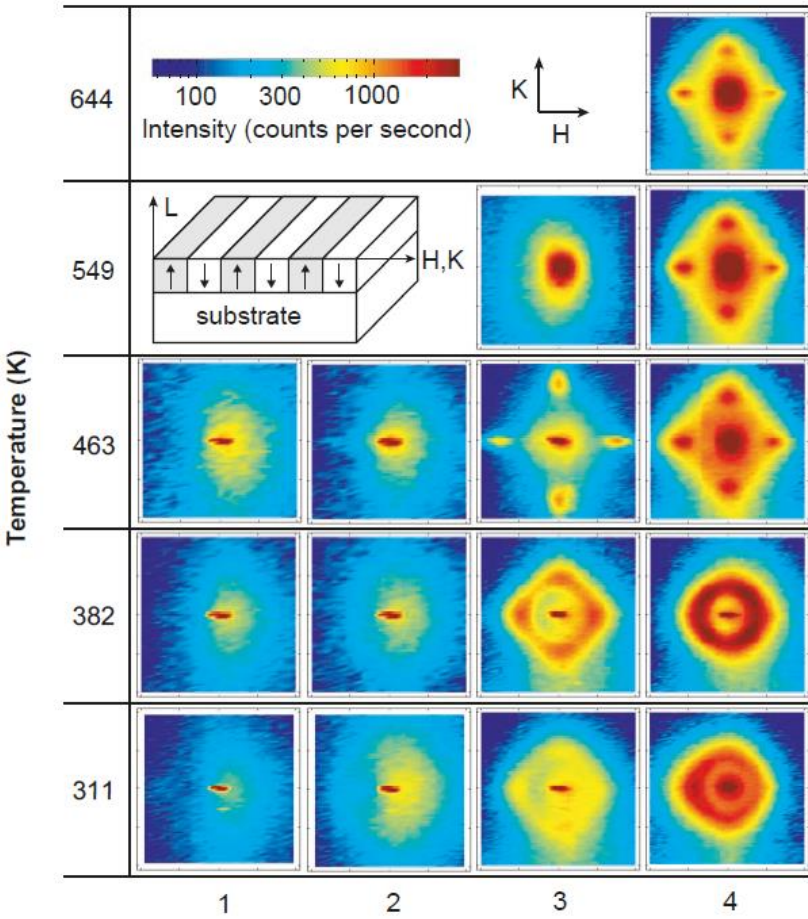 644
100 300 1000
Intensity (counts per second)
K
H
549
L
H,K
substrate
Temperature (K)
463
382
311
1 2 3 4